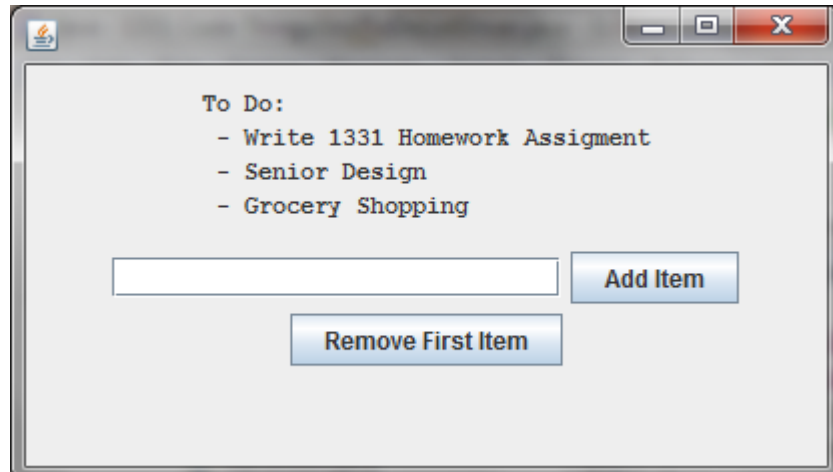 To Do:
- Write 1331 Homework Assigment
- Senior Design
- Grocery Shopping
Add Item
Remove First Item